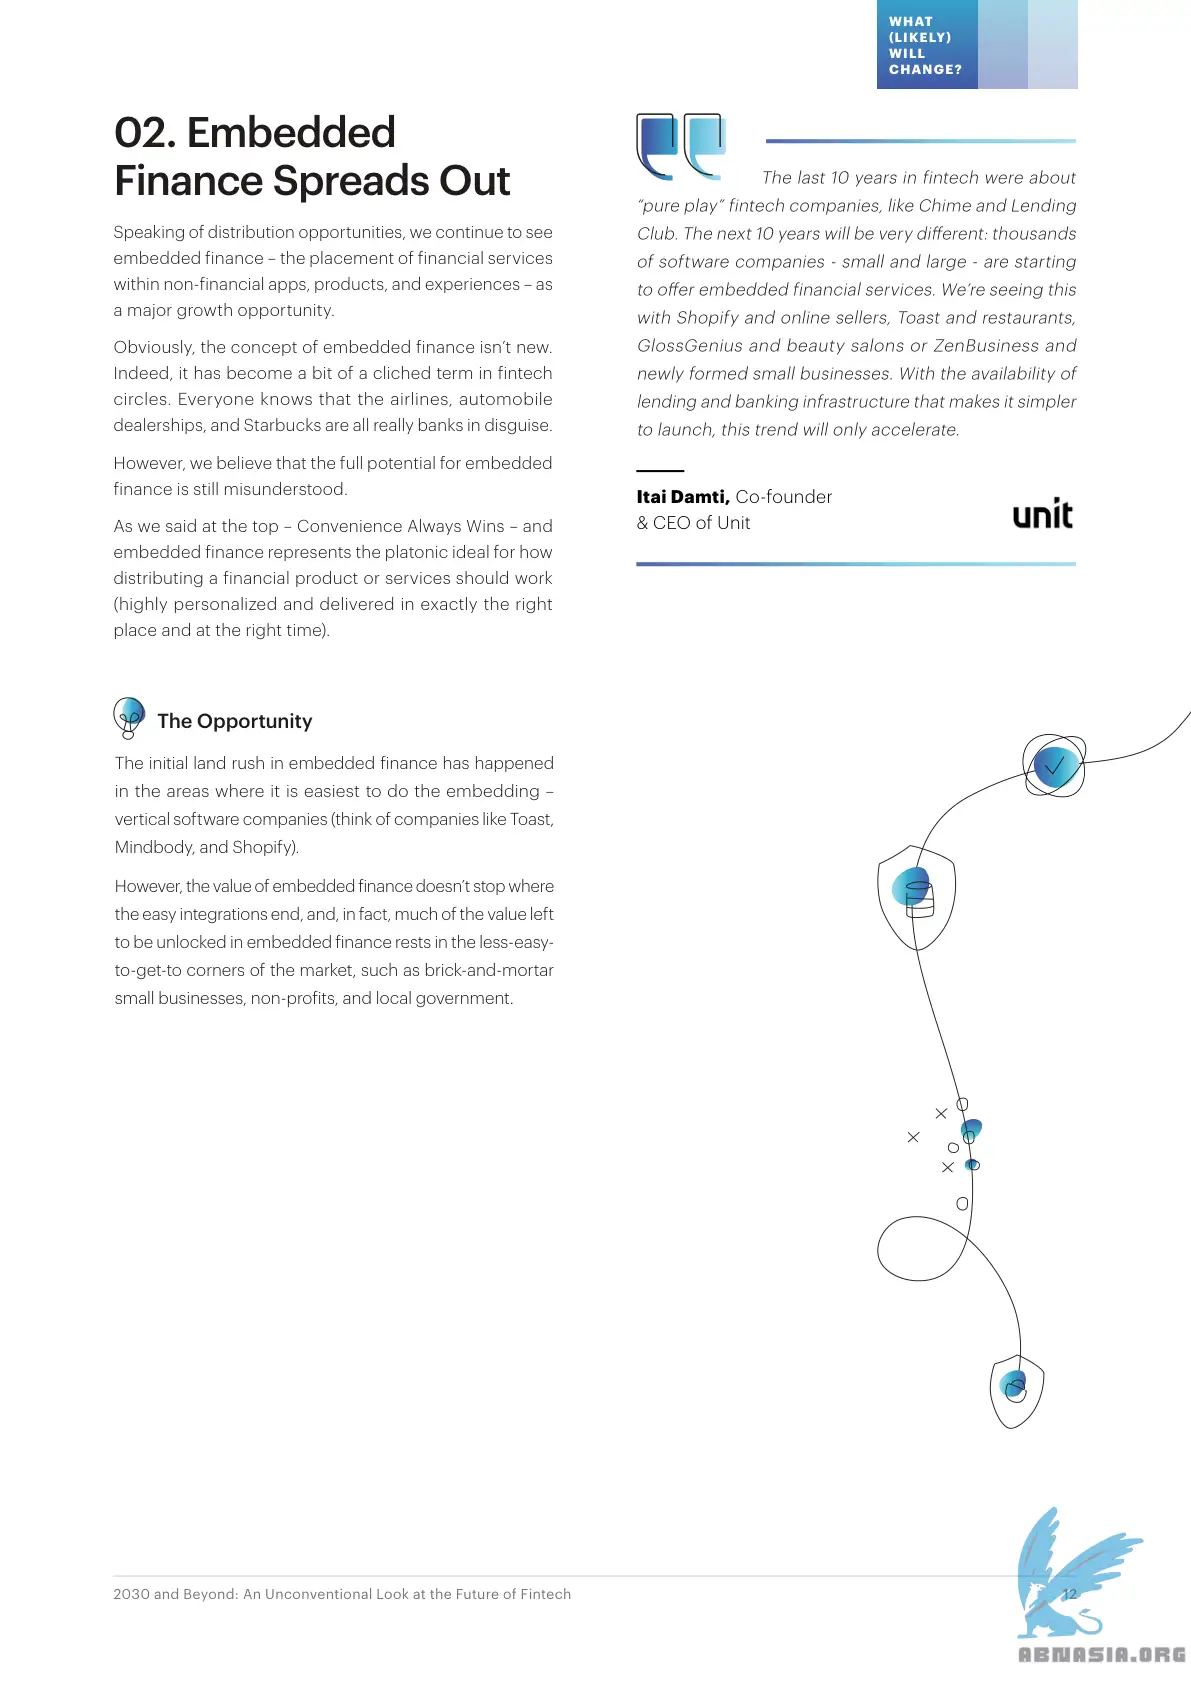 WHAT
(LIKELY)
WILL
CHANGE?
02. Embedded
Finance Spreads Out
Speaking of distribution opportunities, we continue to see
embedded finance – the placement of financial services
within non-financial apps, products, and experiences – as
a major growth opportunity.
Obviously, the concept of embedded finance isn’t new.
Indeed, it has become a bit of a cliched term in fintech
circles. Everyone knows that the airlines, automobile
dealerships, and Starbucks are all really banks in disguise.
However, we believe that the full potential for embedded
finance is still misunderstood.
As we said at the top – Convenience Always Wins – and
embedded finance represents the platonic ideal for how
distributing a financial product or services should work
(highly personalized and delivered in exactly the right
place and at the right time).
The Opportunity
The initial land rush in embedded finance has happened
in the areas where it is easiest to do the embedding –
vertical software companies (think of companies like Toast,
Mindbody, and Shopify).
However, the value of embedded finance doesn’t stop where
the easy integrations end, and, in fact, much of the value left
to be unlocked in embedded finance rests in the less-easy-
to-get-to corners of the market, such as brick-and-mortar
small businesses, non-profits, and local government.
The last 10 years in fintech were about
“pure play” fintech companies, like Chime and Lending
Club. The next 10 years will be very different: thousands
of software companies - small and large - are starting
to offer embedded financial services. We’re seeing this
with Shopify and online sellers, Toast and restaurants,
GlossGenius and beauty salons or ZenBusiness and
newly formed small businesses. With the availability of
lending and banking infrastructure that makes it simpler
to launch, this trend will only accelerate.
Itai Damti, Co-founder
& CEO of Unit
unit
2030 and Beyond: An Unconventional Look at the Future of Fintech
12
ABNASIA.ORG